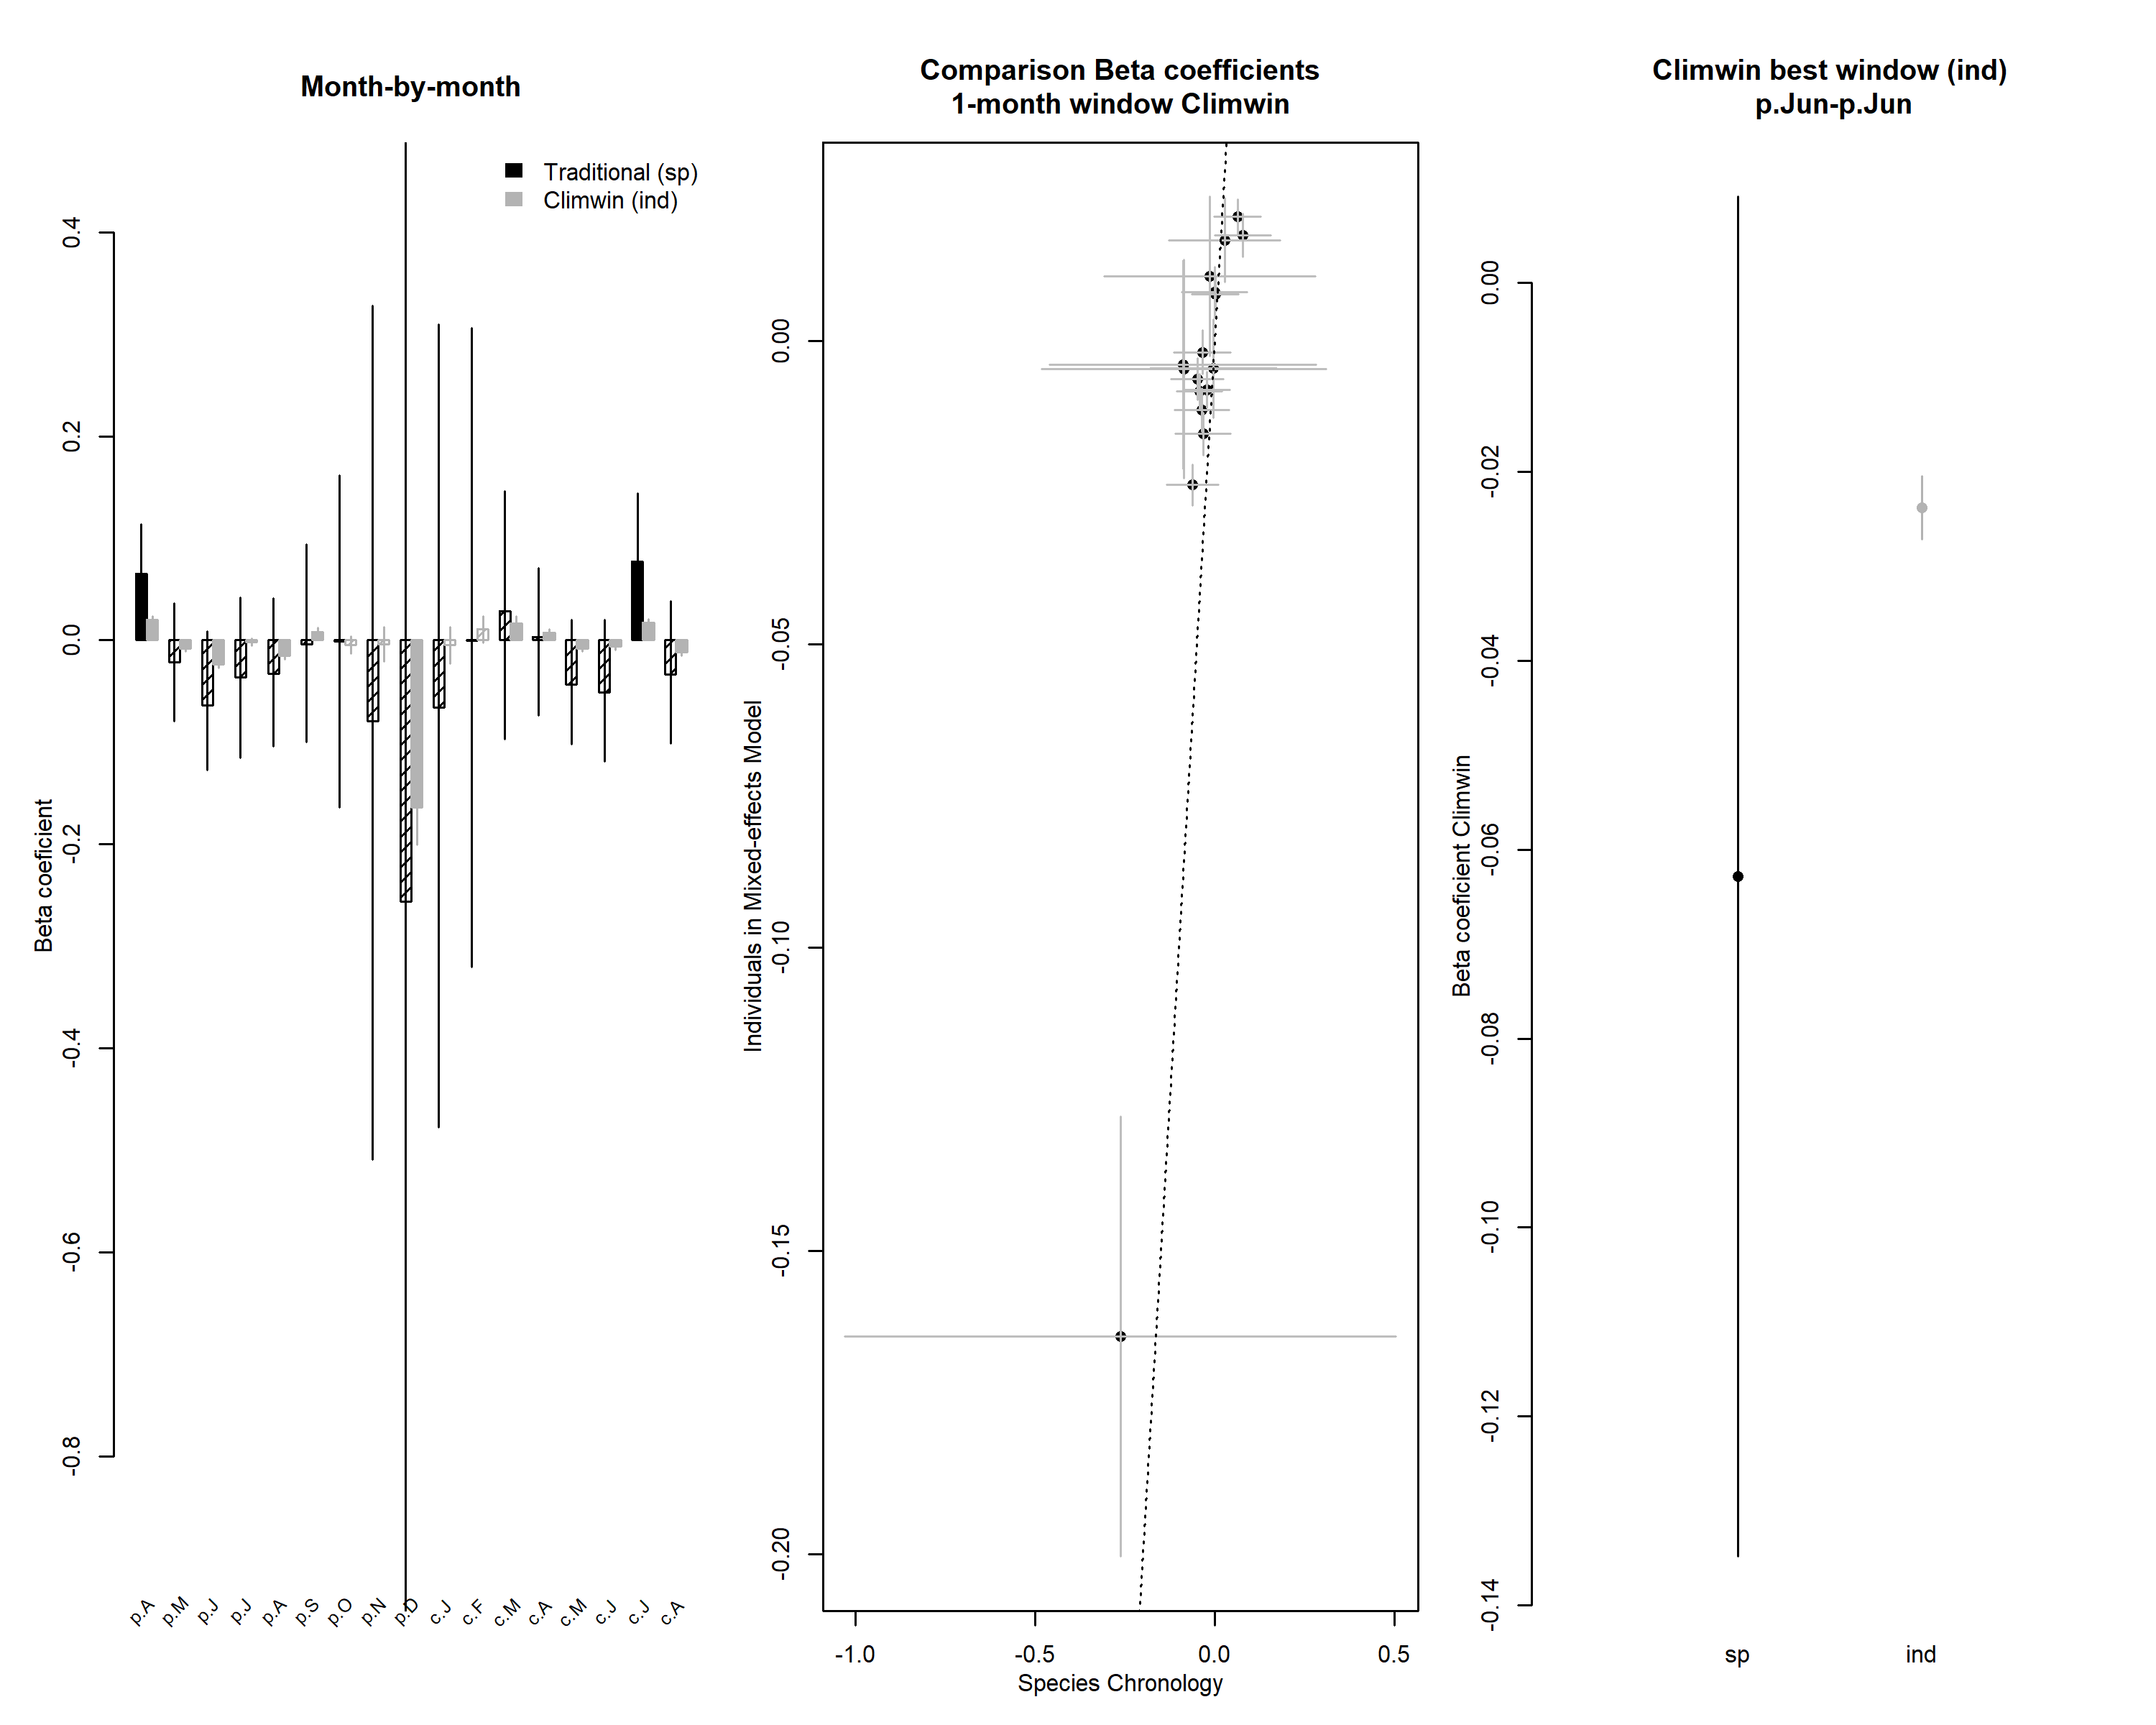 Month-by-month
Traditional (sp)
Climwin (ind)
Beta coeficient
0.4
0.2
0.0
-0.2
-0.4
-0.6
-0.8
p.A
p.M
p.J
p.J
p.A
p.S
p.O
p.N
p.D
c.J
c.F
c.M
c.A
c.M
c.J
c.J
c.A
Comparison Beta coefficients
1-month window Climwin
Individuals in Mixed-effects Model
0.00
-0.05
-0.10
-0.15
-0.20
-1.0
-0.5
0.0
0.5
Species Chronology
Climwin best window (ind)
p.Jun-p.Jun
Beta coeficient Climwin
0.00
-0.02
-0.04
-0.06
-0.08
-0.10
-0.12
-0.14
sp
ind